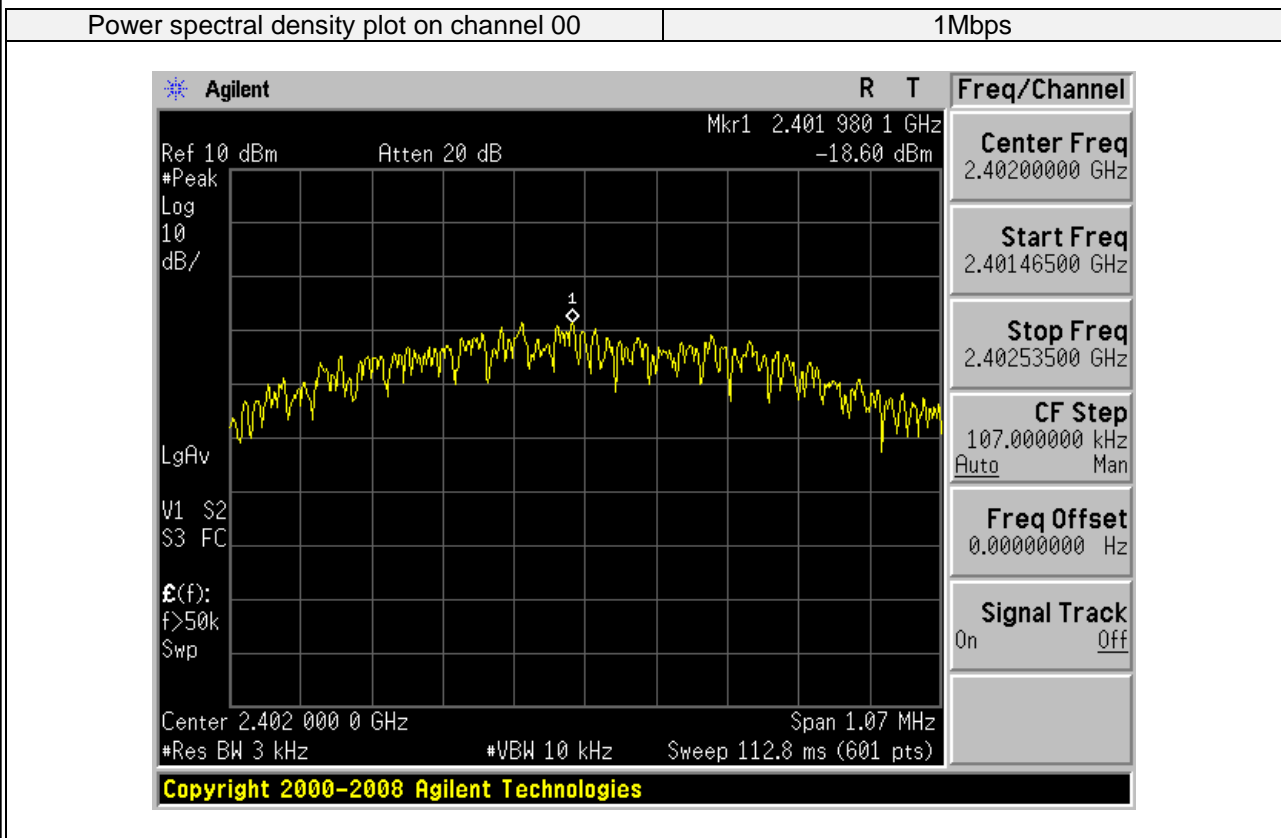 Power spectral density plot on channel 00 1Mbps
Agilent R T Freq/Channel
Mkr1 2.401 980 1 GHz
Ref 10 dBm Atten 20 dB -18.60 dBm
#Peak
Log
10
dB/
1
LgAv
V1 S2
S3 FC
£(f):
f>50k
Swp
Center 2.402 000 0 GHz Span 1.07 MHz
#Res BW 3 kHz #VBW 10 kHz Sweep 112.8 ms (601 pts)
Center Freq
2.40200000 GHz
Start Freq
2.40146500 GHz
Stop Freq
2.40253500 GHz
CF Step
107.000000 kHz
Auto Man
Freq Offset
0.00000000 Hz
Signal Track
On Off
Copyright 2000-2008 Agilent Technologies